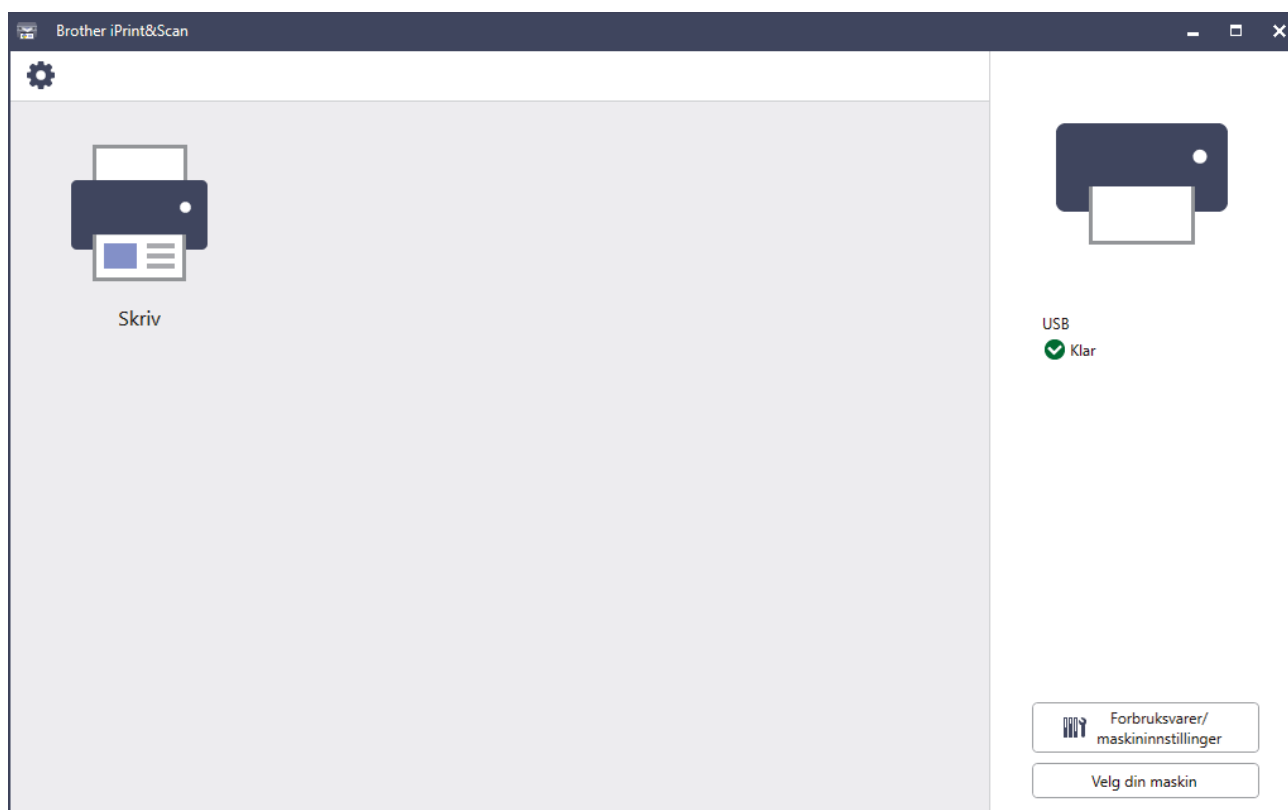 Brother iPrint&Scan
Skriv
USB
Klar
Forbruksvarer/
maskininnstillinger
Velg din maskin